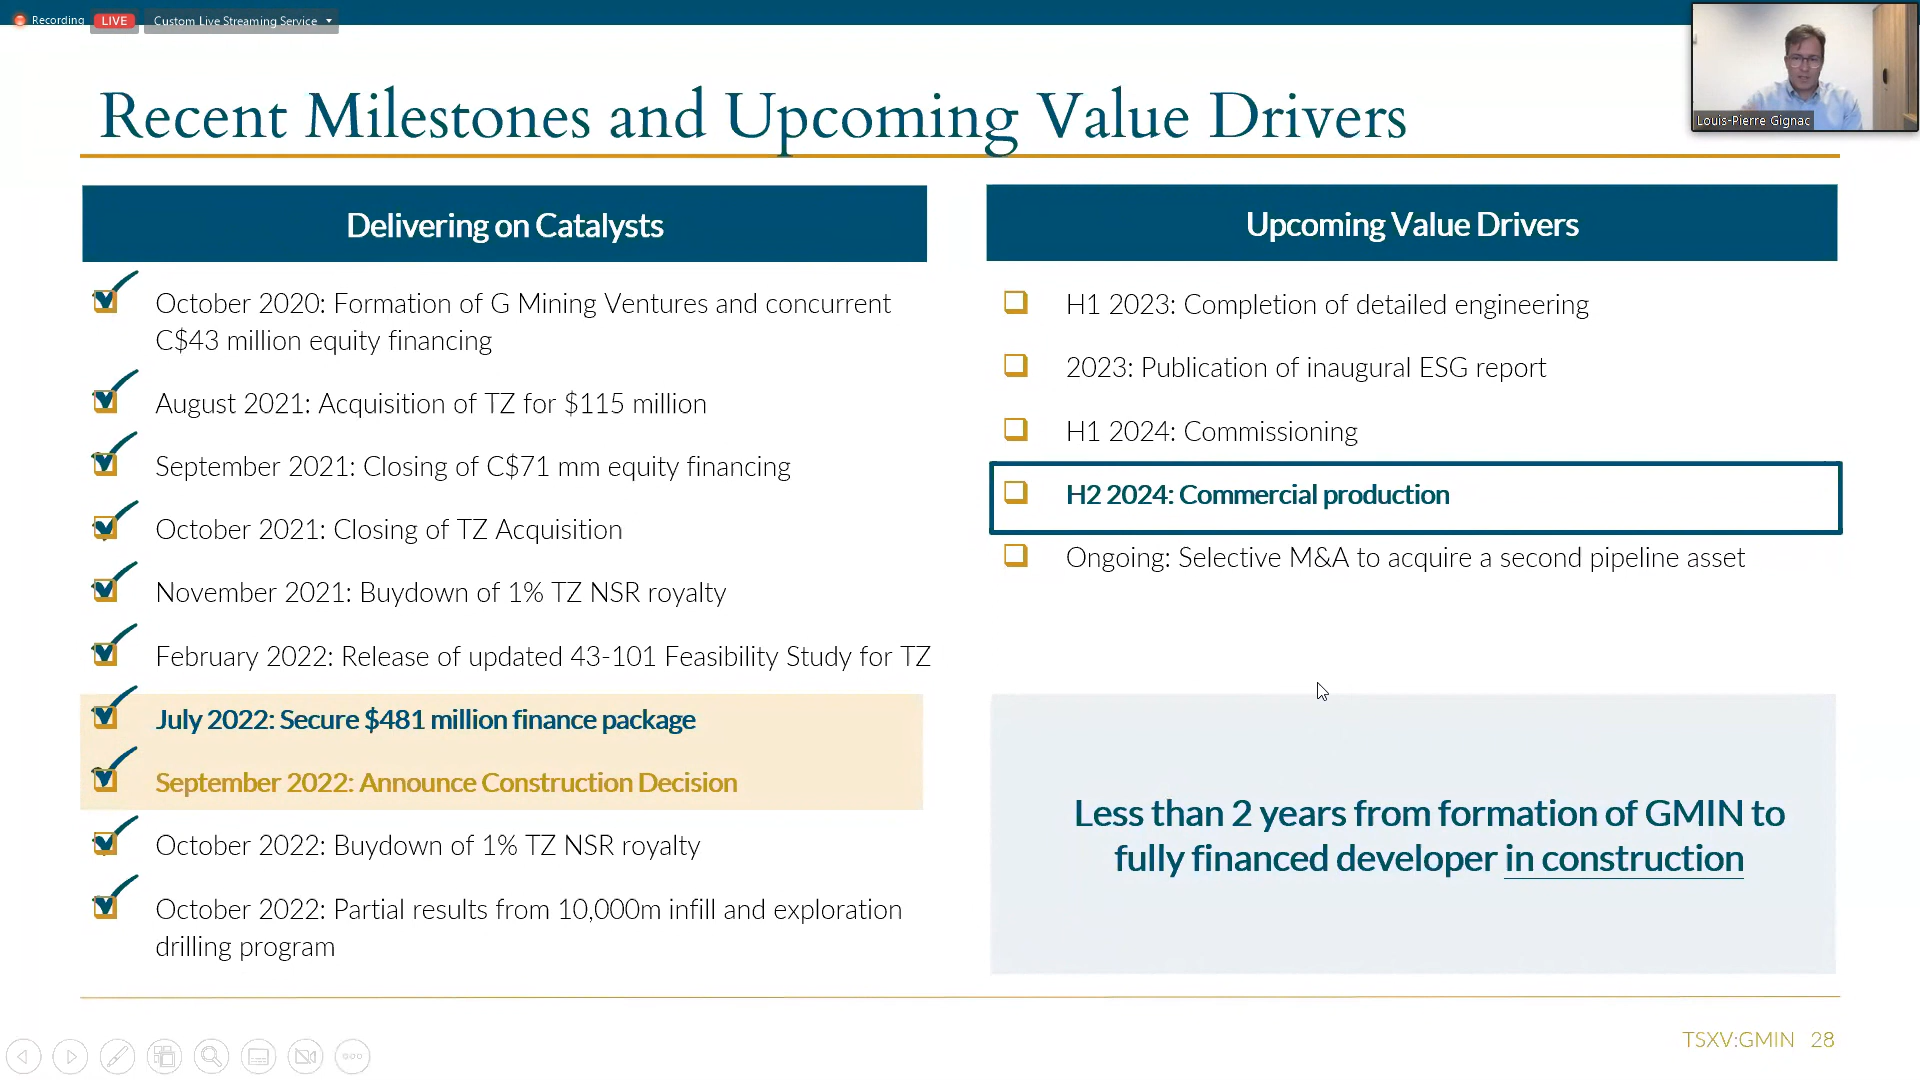 Recording
LIVE
Custom Live Streaming Service
Louis-Pierre Gignac
Recent Milestones and Upcoming Value Drivers
Delivering on Catalysts
October 2020: Formation of G Mining Ventures and concurrent
C$43 million equity financing
August 2021: Acquisition of TZ for $115 million
September 2021: Closing of C$71 mm equity financing
October 2021: Closing of TZ Acquisition
November 2021: Buydown of 1% TZ NSR royalty
February 2022: Release of updated 43-101 Feasibility Study for TZ
July 2022: Secure $481 million finance package
September 2022: Announce Construction Decision
October 2022: Buydown of 1% TZ NSR royalty
October 2022: Partial results from 10,000m infill and exploration
drilling program
Upcoming Value Drivers
H1 2023: Completion of detailed engineering
2023: Publication of inaugural ESG report
H1 2024: Commissioning
H2 2024: Commercial production
Ongoing: Selective M&A to acquire a second pipeline asset
Less than 2 years from formation of GMIN to
fully financed developer in construction
TSXV:GMIN 28